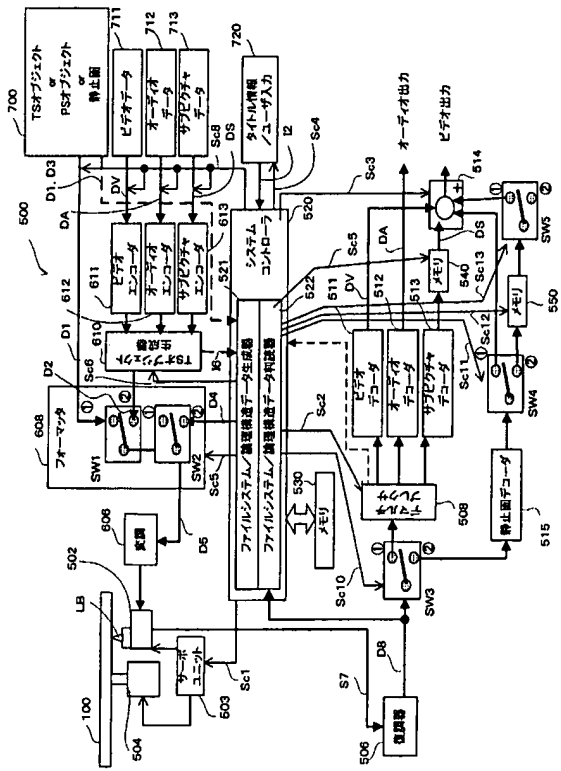 500
700
TSオブジェクト
or
PSオブジェクト
or
静止画
711
ビデオデータ
712
オーディオ
データ
713
サブピクチャ
データ
720
タイトル情報
/ユーザ入力
D1. D3
DV
DA
Sc8
DS
I2
Sc4
611
ビデオ
エンコーダ
612
オーディオ
エンコーダ
613
サブピクチャ
エンコーダ
610
TSオブジェクト
生成器
D1
D2
Sc6
I6
D4
608
フォーマッタ
①
②
SW1
①
②
SW2
Sc5
D5
606
変調
502
LB
100
504
サーボ
ユニット
503
Sc1
システム
コントローラ
520
521
ファイルシステム/論理構造データ生成器
522
ファイルシステム/論理構造データ判読器
530
メモリ
Sc10
Sc2
S7
D8
506
復調器
①
②
SW3
デマルチ
プレクサ
508
511
ビデオ
デコーダ
512
オーディオ
デコーダ
513
サブピクチャ
デコーダ
DV
DA
Sc5
Sc3
540
メモリ
DS
514
+
オーディオ出力
ビデオ出力
515
静止画デコーダ
Sc11
Sc12
Sc13
①
②
SW4
550
メモリ
①
②
SW5